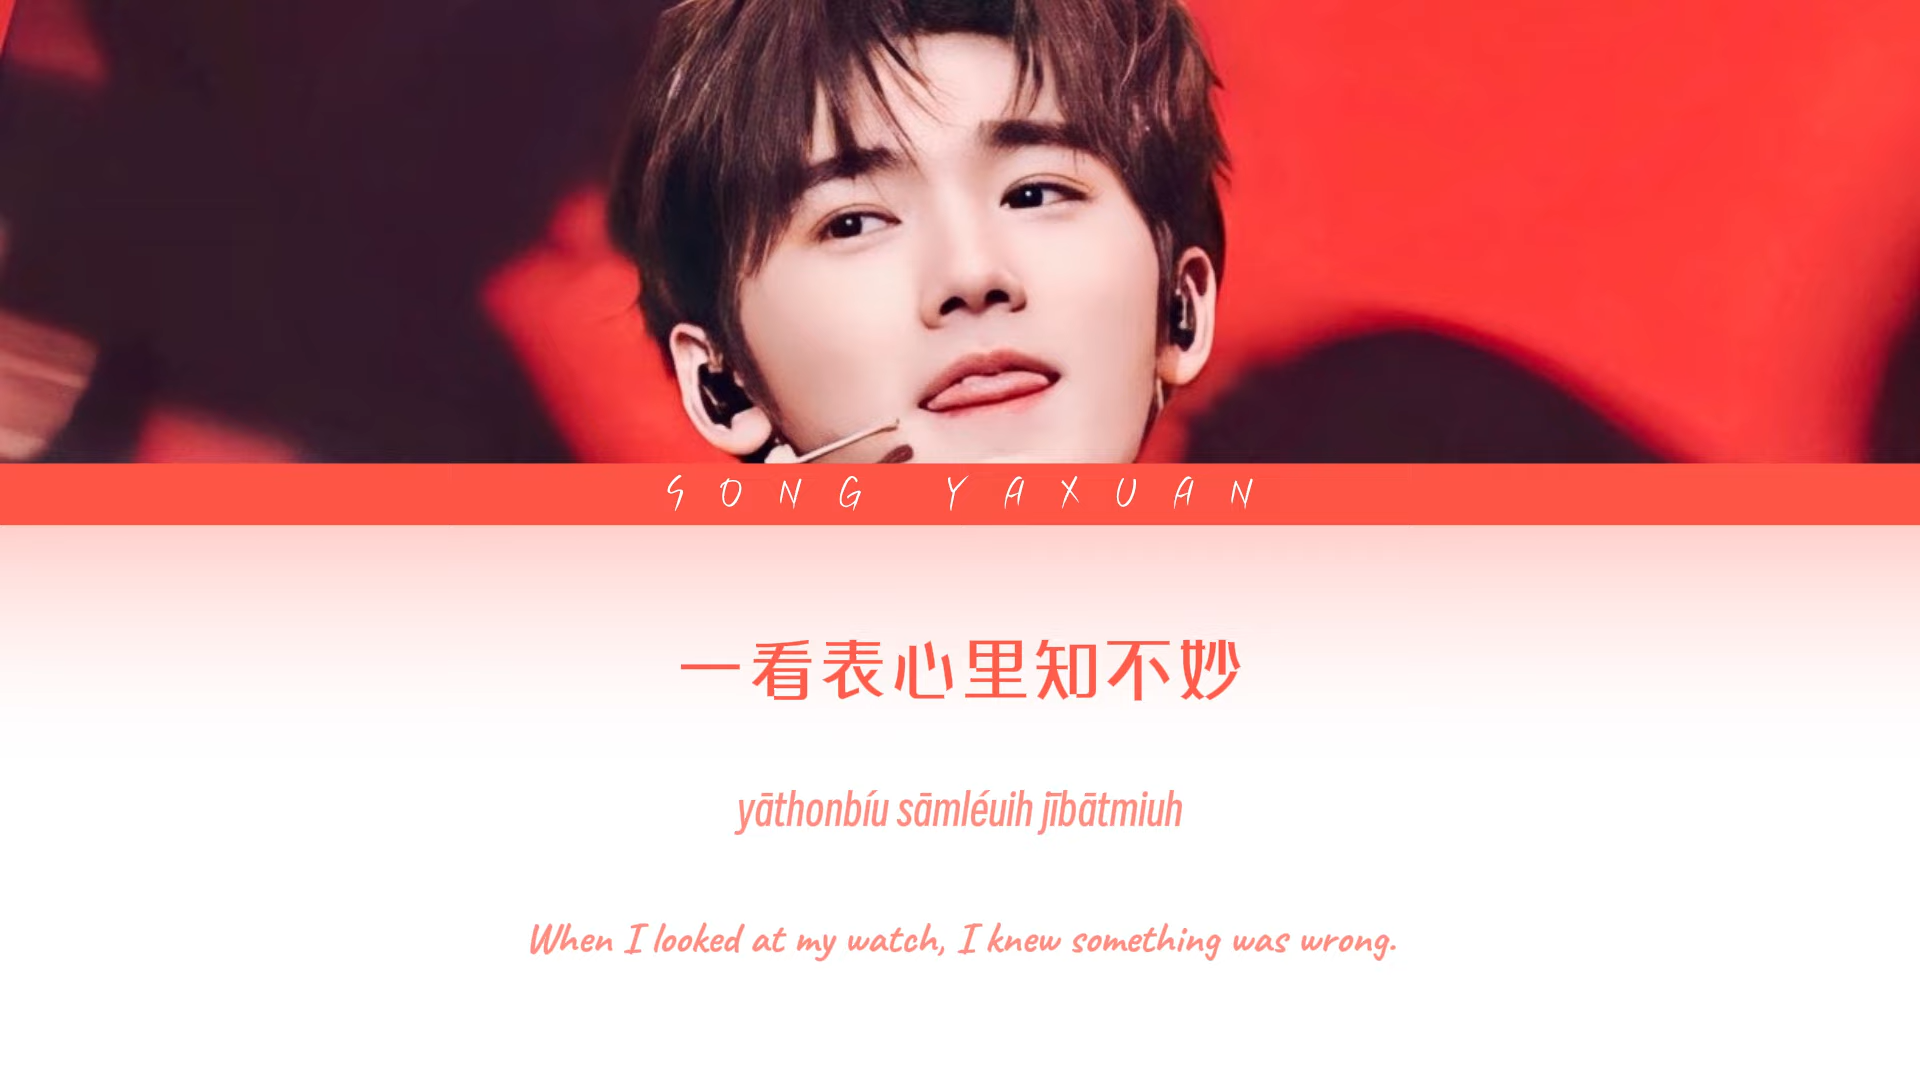 SONG YAXUAN
一看表心里知不妙
yāthonbíu sāmléuih jībātmiuh
When I looked at my watch, I knew something was wrong.